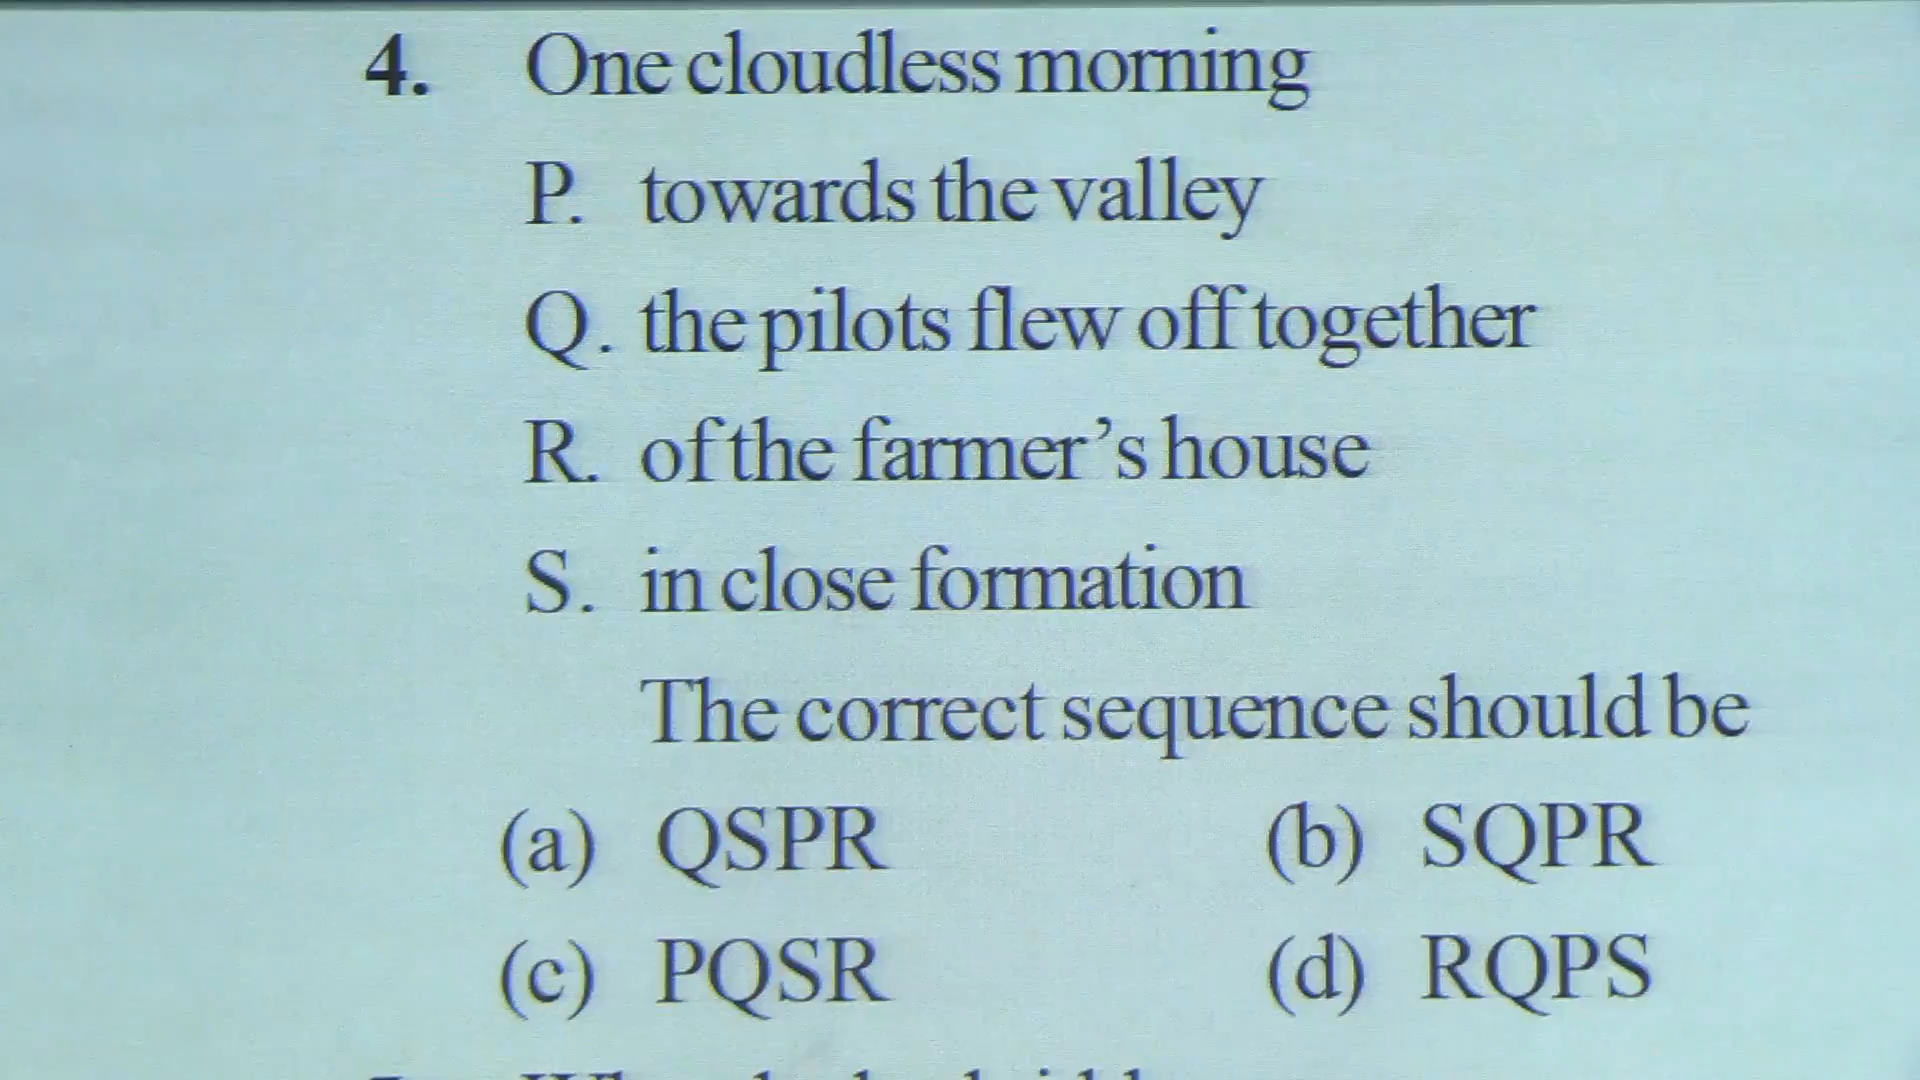 4. One cloudless morning
P. towards the valley
Q. the pilots flew off together
R. of the farmer's house
S. in close formation
The correct sequence should be
(a) QSPR (b) SQPR
(c) PQSR (d) RQPS